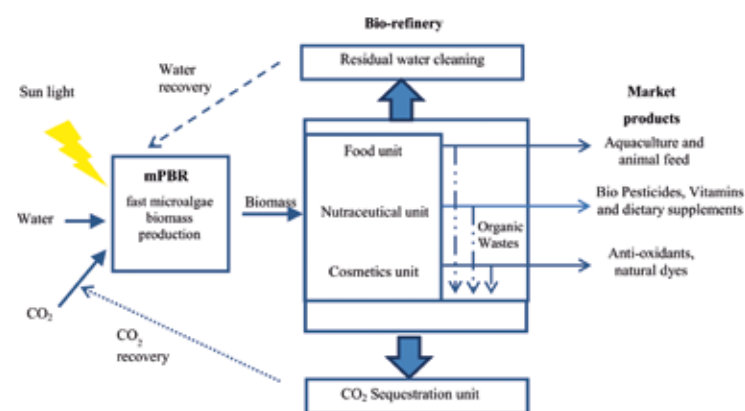 Bio-refinery
Residual water cleaning
Water
recovery
Sun light
Market
products
mPBR
fast microalgae
biomass
production
Water
Biomass
CO₂
CO₂
recovery
Food unit
Nutraceutical unit
Cosmetics unit
Organic
Wastes
Aquaculture and
animal feed
Bio Pesticides, Vitamins
and dietary supplements
Anti-oxidants,
natural dyes
CO₂ Sequestration unit